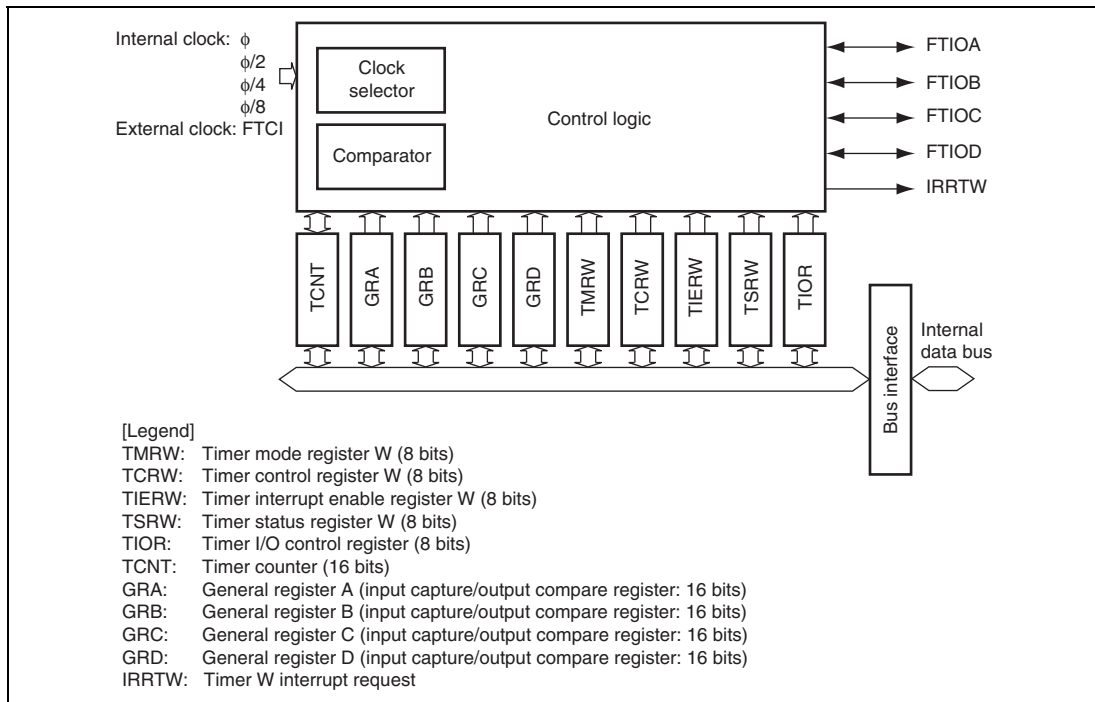 Internal clock: ϕ
ϕ/2
ϕ/4
ϕ/8
External clock: FTCI
Clock
selector
Comparator
Control logic
FTIOA
FTIOB
FTIOC
FTIOD
IRRTW
TCNT
GRA
GRB
GRC
GRD
TMRW
TCRW
TIERW
TSRW
TIOR
Bus interface
Internal
data bus
[Legend]
TMRW: Timer mode register W (8 bits)
TCRW: Timer control register W (8 bits)
TIERW: Timer interrupt enable register W (8 bits)
TSRW: Timer status register W (8 bits)
TIOR: Timer I/O control register (8 bits)
TCNT: Timer counter (16 bits)
GRA: General register A (input capture/output compare register: 16 bits)
GRB: General register B (input capture/output compare register: 16 bits)
GRC: General register C (input capture/output compare register: 16 bits)
GRD: General register D (input capture/output compare register: 16 bits)
IRRTW: Timer W interrupt request